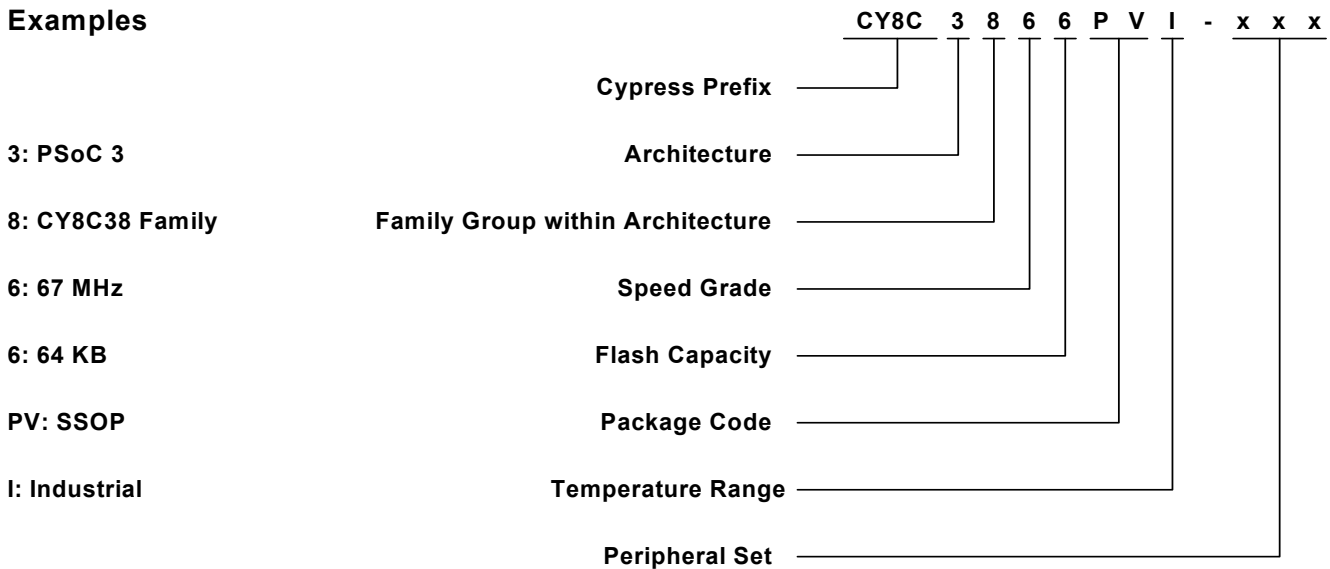 Examples CY8C 3 8 6 6 P V I - x x x
Cypress Prefix
3: PSoC 3 Architecture
8: CY8C38 Family Family Group within Architecture
6: 67 MHz Speed Grade
6: 64 KB Flash Capacity
PV: SSOP Package Code
I: Industrial Temperature Range
Peripheral Set